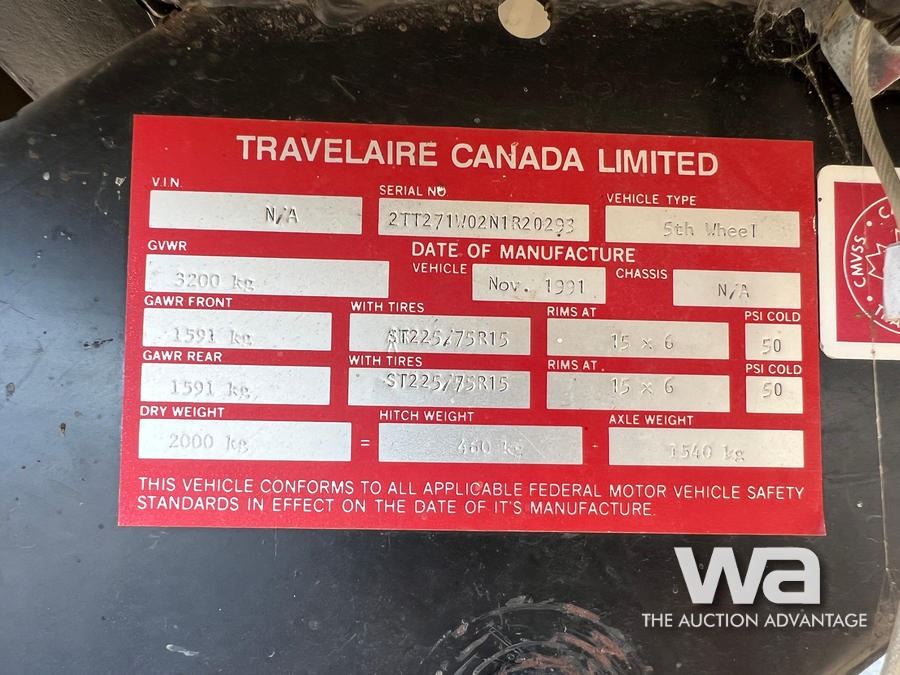 TRAVELAIRE CANADA LIMITED
V.I.N. SERIAL NO VEHICLE TYPE
N/A 2TT271W02N1R20293 5th Wheel
GVWR DATE OF MANUFACTURE
3200 kg VEHICLE Nov. 1991 CHASSIS N/A
GAWR FRONT WITH TIRES RIMS AT PSI COLD
1591 kg ST225/75R15 15 x 6 50
GAWR REAR WITH TIRES RIMS AT. PSI COLD
1591 kg ST225/75R15 15 x 6 50
DRY WEIGHT HITCH WEIGHT AXLE WEIGHT
2000 kg = 460 kg - 1540 kg
THIS VEHICLE CONFORMS TO ALL APPLICABLE FEDERAL MOTOR VEHICLE SAFETY
STANDARDS IN EFFECT ON THE DATE OF IT'S MANUFACTURE.
CMVSS
wa
THE AUCTION ADVANTAGE